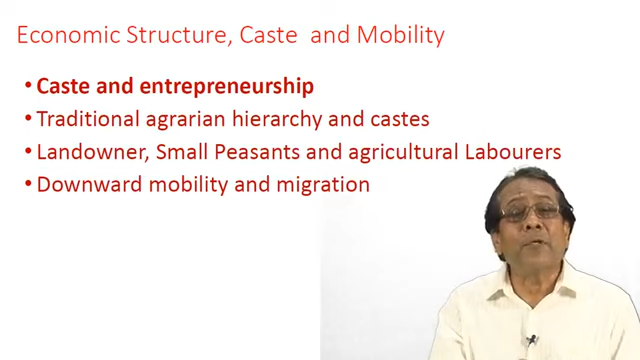 Economic Structure, Caste and Mobility
• Caste and entrepreneurship
• Traditional agrarian hierarchy and castes
• Landowner, Small Peasants and agricultural Labourers
• Downward mobility and migration